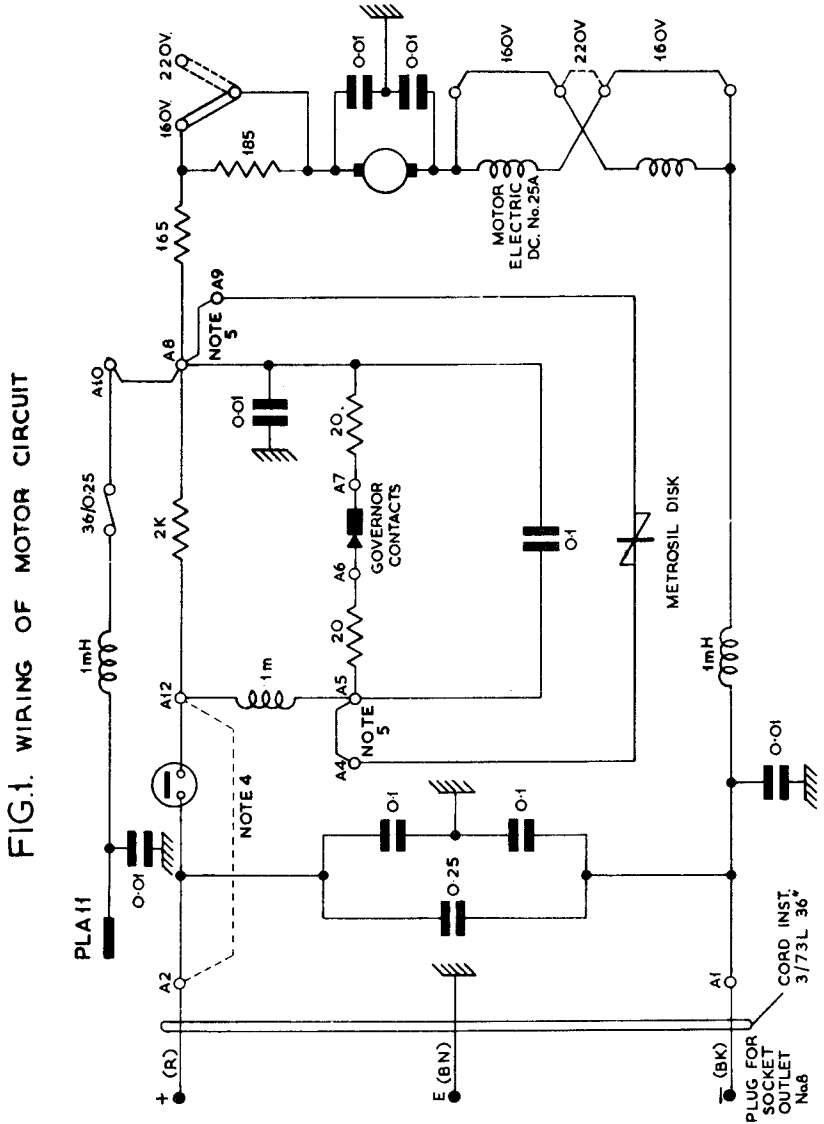 FIG.1. WIRING OF MOTOR CIRCUIT
PLA11
0·01
1mH
36/0·25
A10
+
(R)
A2
NOTE 4
A12
2K
A8
165
160V.
220V.
185
A9
NOTE
5
1m
0·01
0·01
0·01
0·1
0·25
0·1
A4
NOTE
5
A5
20
A6
GOVERNOR
CONTACTS
A7
20
0·1
METROSIL DISK
MOTOR
ELECTRIC
DC. No.25A
160V
220V
160V
E
(BN)
−
(BK)
A1
0·01
1mH
PLUG FOR
SOCKET
OUTLET
No8
CORD INST.
3/73L 36"